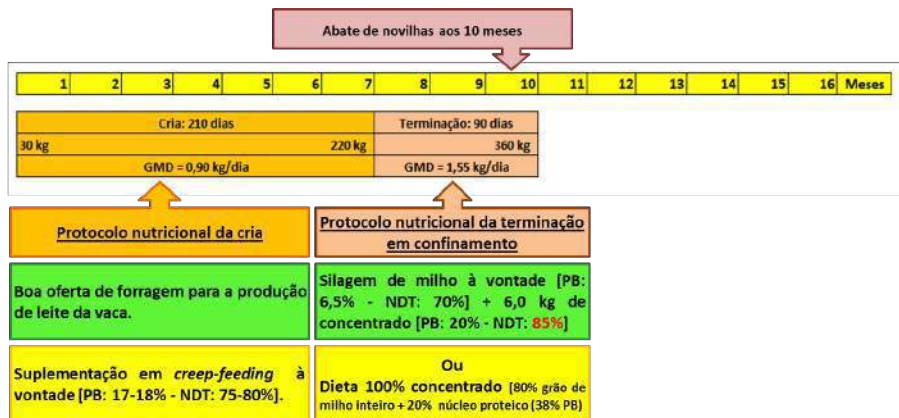 Abate de novilhas aos 10 meses
1 2 3 4 5 6 7 8 9 10 11 12 13 14 15 16 Meses
Cria: 210 dias Terminação: 90 dias
30 kg 220 kg 360 kg
GMD = 0,90 kg/dia GMD = 1,55 kg/dia
Protocolo nutricional da cria
Protocolo nutricional da terminação
em confinamento
Boa oferta de forragem para a produção
de leite da vaca.
Silagem de milho à vontade [PB:
6,5% - NDT: 70%] + 6,0 kg de
concentrado [PB: 20% - NDT: 85%]
Suplementação em creep-feeding à
vontade [PB: 17-18% - NDT: 75-80%].
Ou
Dieta 100% concentrado [80% grão de
milho inteiro + 20% núcleo proteico (38% PB)